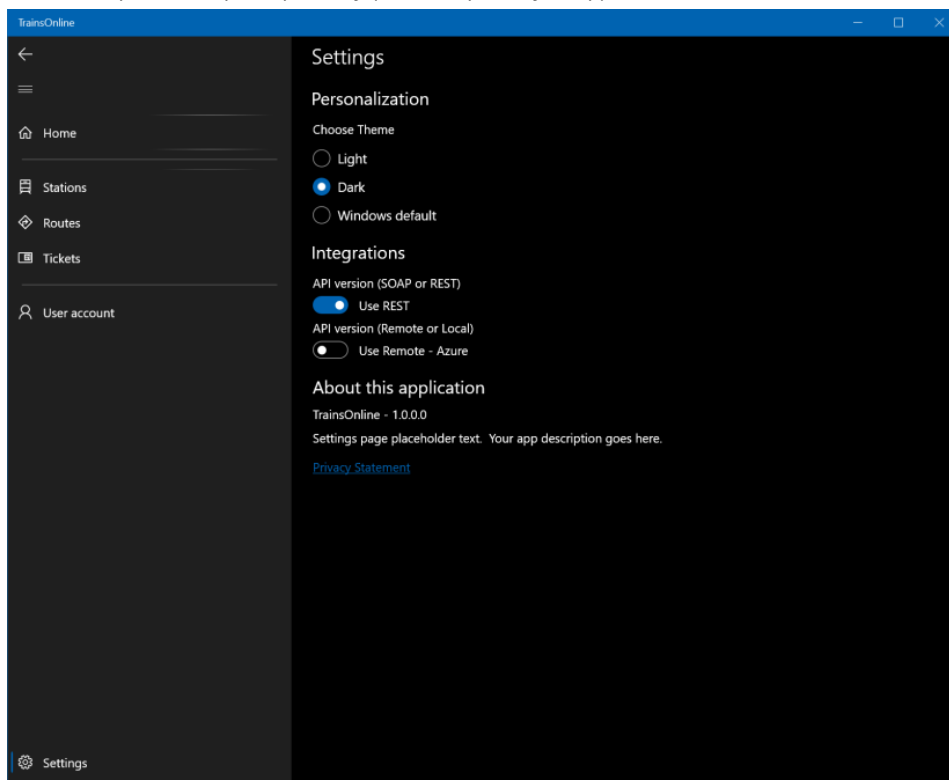 TrainsOnline
Home
Stations
Routes
Tickets
User account
Settings
Settings
Personalization
Choose Theme
Light
Dark
Windows default
Integrations
API version (SOAP or REST)
Use REST
API version (Remote or Local)
Use Remote - Azure
About this application
TrainsOnline - 1.0.0.0
Settings page placeholder text.  Your app description goes here.
Privacy Statement